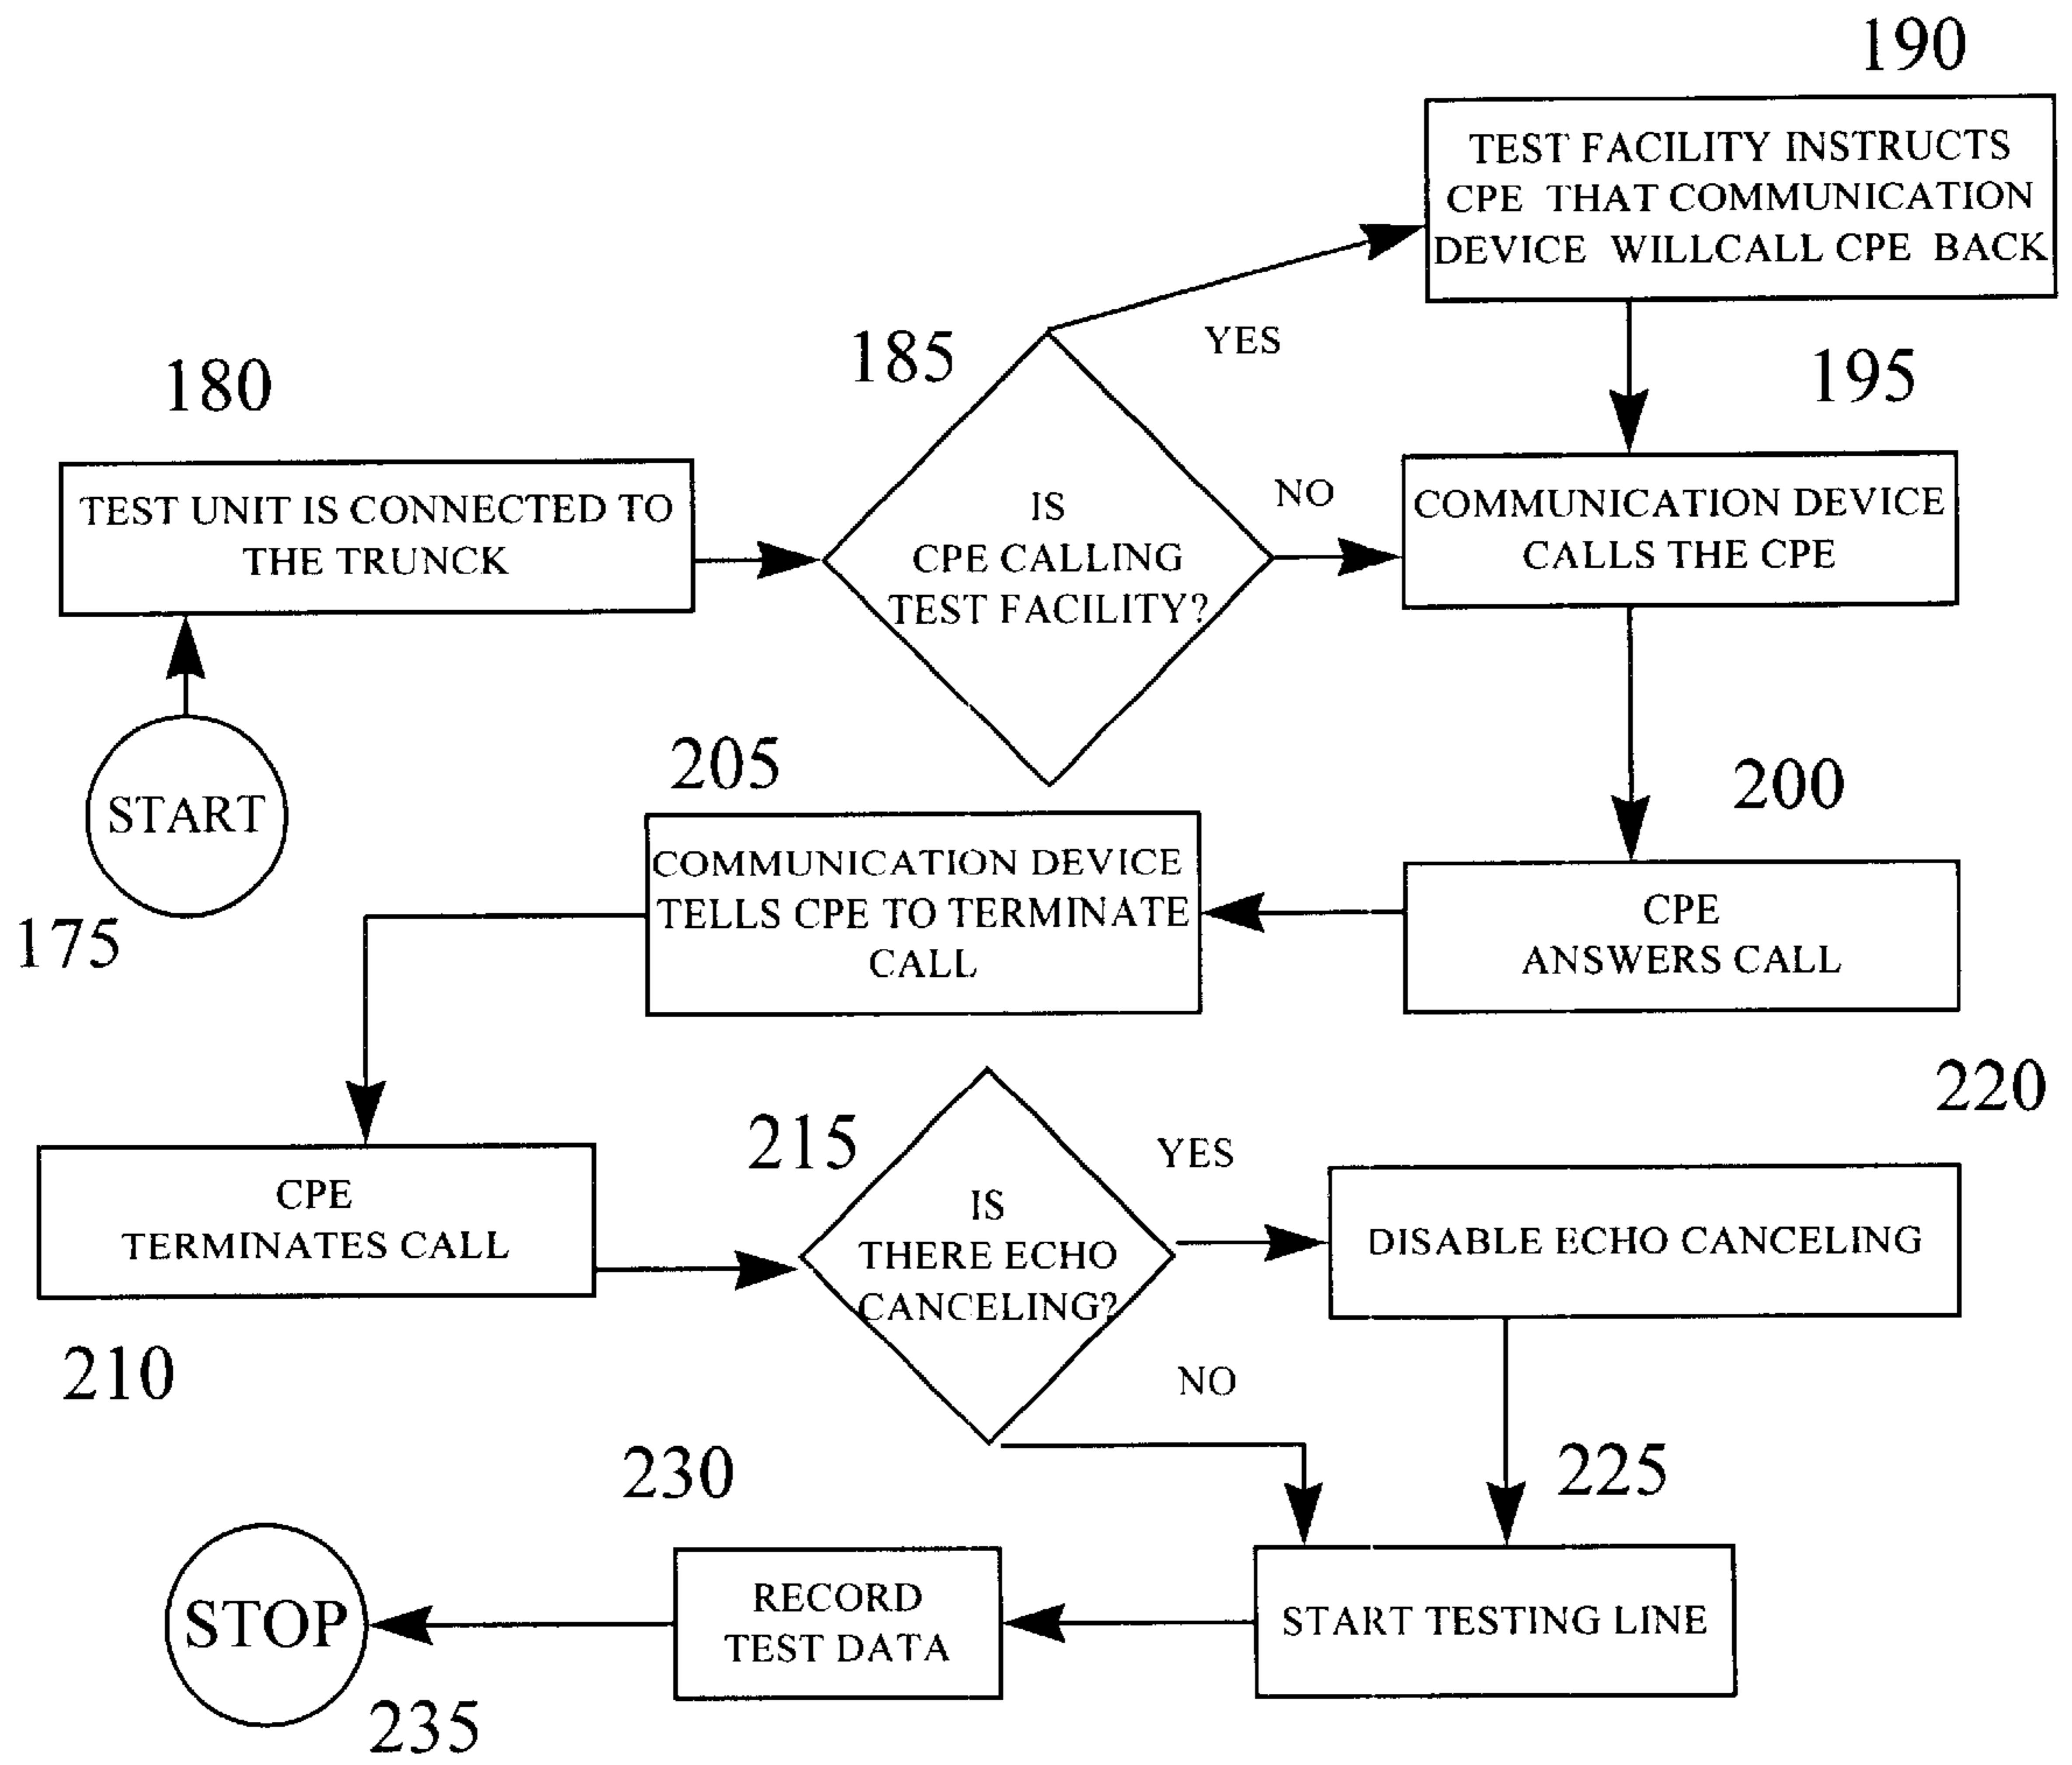 190
TEST FACILITY INSTRUCTS
CPE THAT COMMUNICATION
DEVICE WILLCALL CPE BACK
YES
185
195
180
TEST UNIT IS CONNECTED TO
THE TRUNCK
IS
CPE CALLING
TEST FACILITY?
NO
COMMUNICATION DEVICE
CALLS THE CPE
START
175
205
COMMUNICATION DEVICE
TELLS CPE TO TERMINATE
CALL
200
CPE
ANSWERS CALL
CPE
TERMINATES CALL
210
215
IS
THERE ECHO
CANCELING?
YES
220
DISABLE ECHO CANCELING
NO
225
START TESTING LINE
230
RECORD
TEST DATA
STOP
235